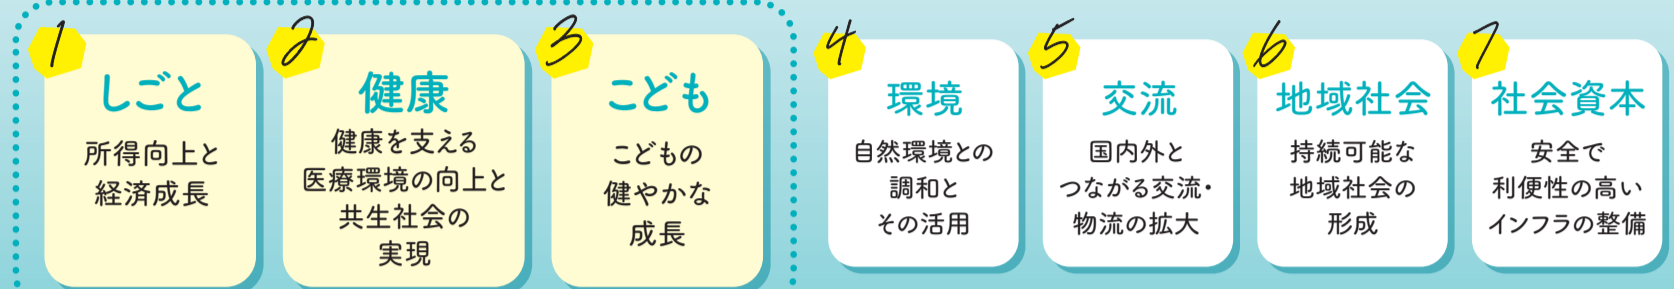 1
しごと
所得向上と
経済成長
2
健康
健康を支える
医療環境の向上と
共生社会の
実現
3
こども
こどもの
健やかな
成長
4
環境
自然環境との
調和と
その活用
5
交流
国内外と
つながる交流・
物流の拡大
6
地域社会
持続可能な
地域社会の
形成
7
社会資本
安全で
利便性の高い
インフラの整備